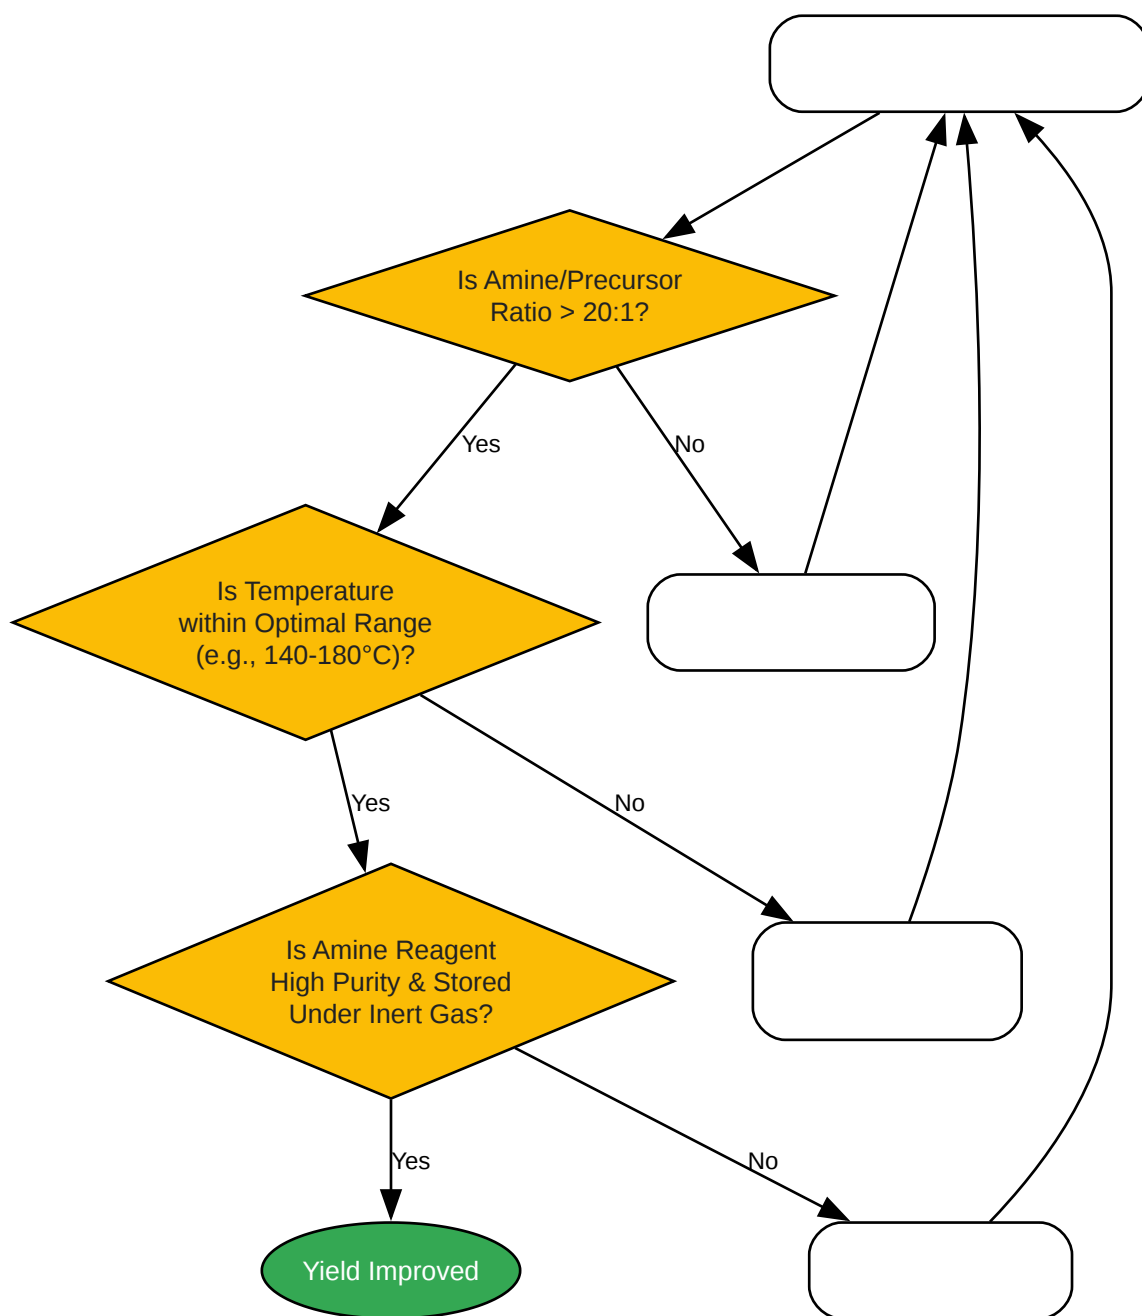 Is Amine/Precursor
Ratio > 20:1?
Yes
No
Is Temperature
within Optimal Range
(e.g., 140-180°C)?
Yes
No
Is Amine Reagent
High Purity & Stored
Under Inert Gas?
Yes
No
Yield Improved